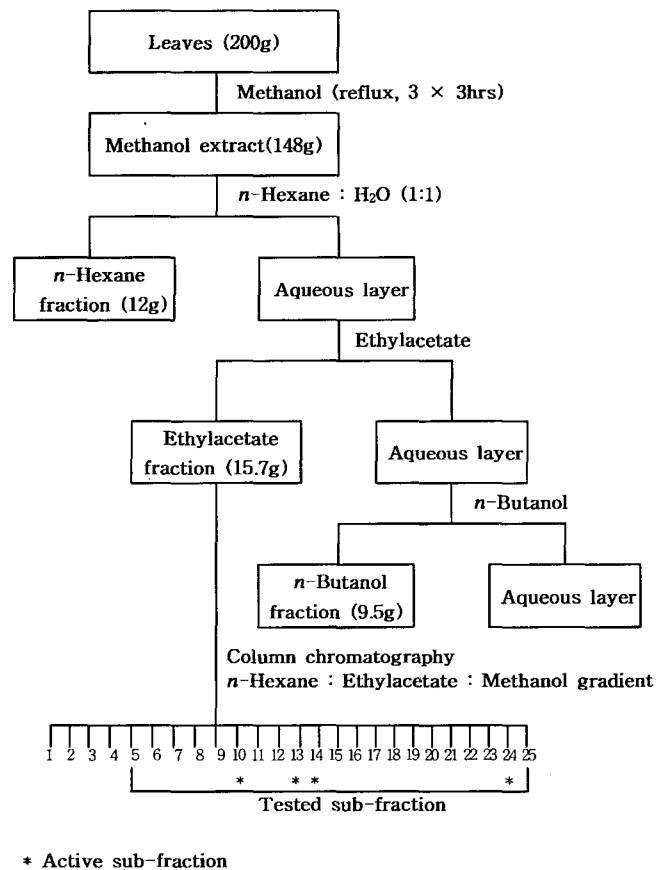 Leaves (200g)
Methanol (reflux, 3 × 3hrs)
Methanol extract(148g)
n-Hexane : H₂O (1:1)
n-Hexane
fraction (12g)
Aqueous layer
Ethylacetate
Ethylacetate
fraction (15.7g)
Aqueous layer
n-Butanol
n-Butanol
fraction (9.5g)
Aqueous layer
Column chromatography
n-Hexane : Ethylacetate : Methanol gradient
1 2 3 4 5 6 7 8 9 10 11 12 13 14 15 16 17 18 19 20 21 22 23 24 25
* * * *
Tested sub-fraction
* Active sub-fraction